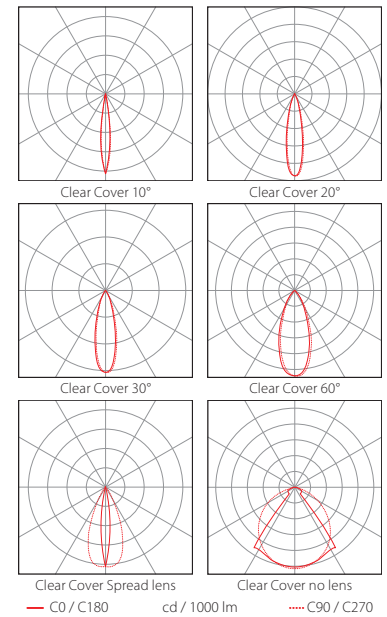 Clear Cover 10°
Clear Cover 20°
Clear Cover 30°
Clear Cover 60°
Clear Cover Spread lens
Clear Cover no lens
C0 / C180
cd / 1000 lm
C90 / C270